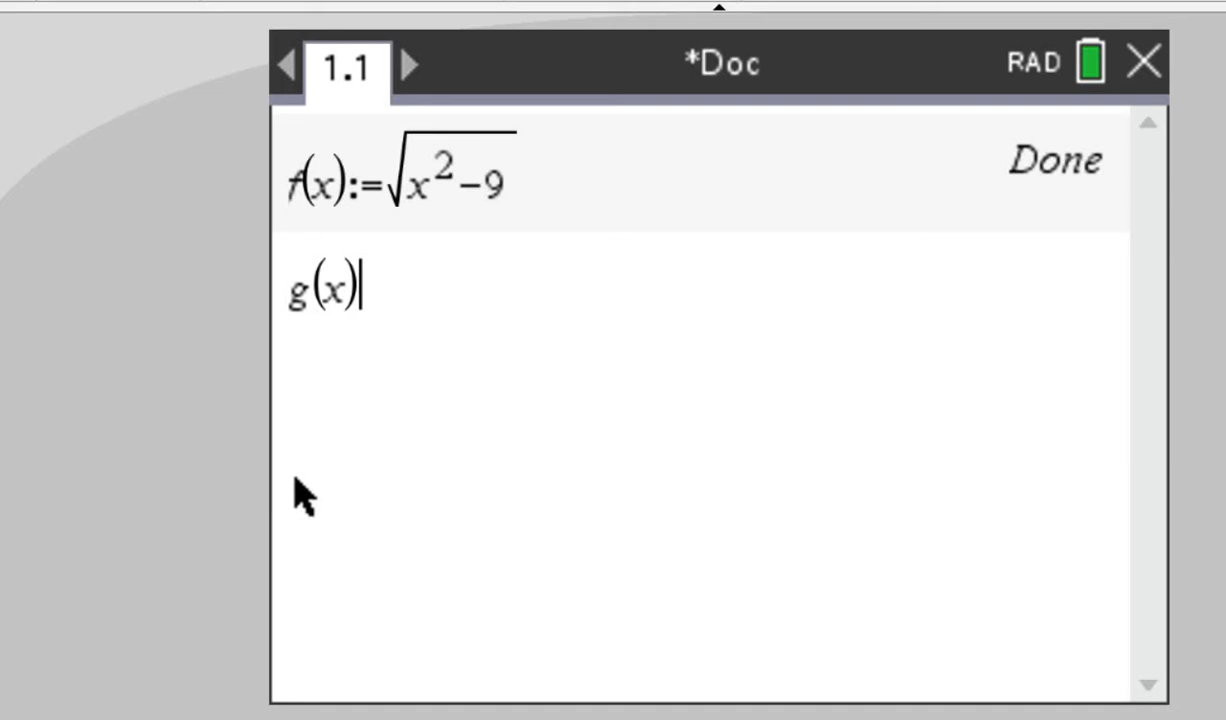 1.1 *Doc RAD
f(x):=√(x²−9) Done
g(x)